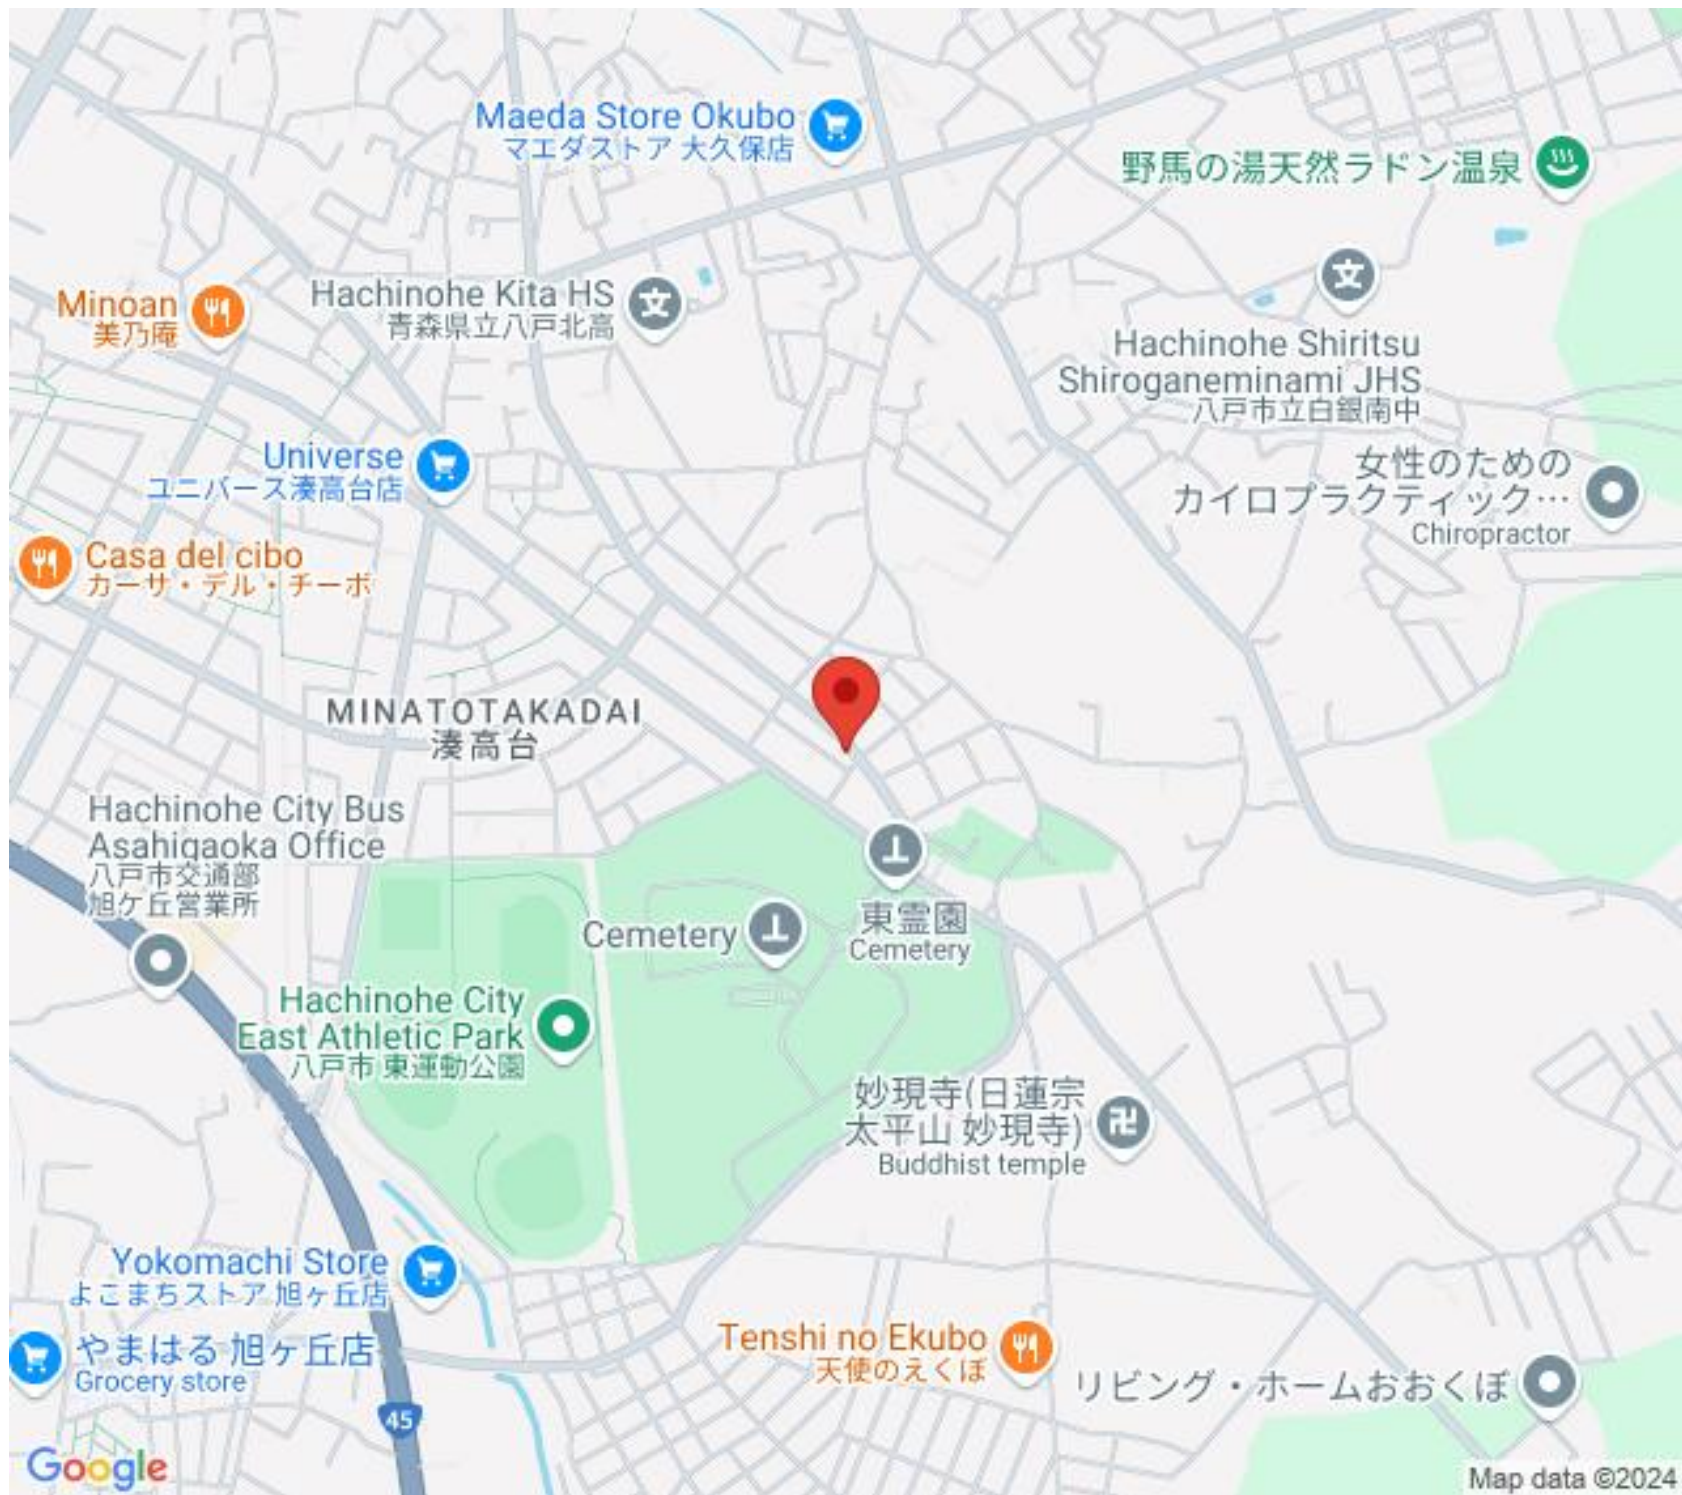 Maeda Store Okubo
マエダストア 大久保店
野馬の湯天然ラドン温泉
Minoan
美乃庵
Hachinohe Kita HS
青森県立八戸北高
Hachinohe Shiritsu
Shiroganeminami JHS
八戸市立白銀南中
Universe
ユニバース湊高台店
女性のための
カイロプラクティック…
Chiropractor
Casa del cibo
カーサ・デル・チーボ
MINATOTAKADAI
湊高台
Hachinohe City Bus
Asahigaoka Office
八戸市交通部
旭ケ丘営業所
Cemetery
東霊園
Cemetery
Hachinohe City
East Athletic Park
八戸市 東運動公園
妙現寺(日蓮宗
太平山 妙現寺)
Buddhist temple
Yokomachi Store
よこまちストア 旭ヶ丘店
やまはる 旭ヶ丘店
Grocery store
Tenshi no Ekubo
天使のえくぼ
リビング・ホームおおくぼ
45
Google
Map data ©2024